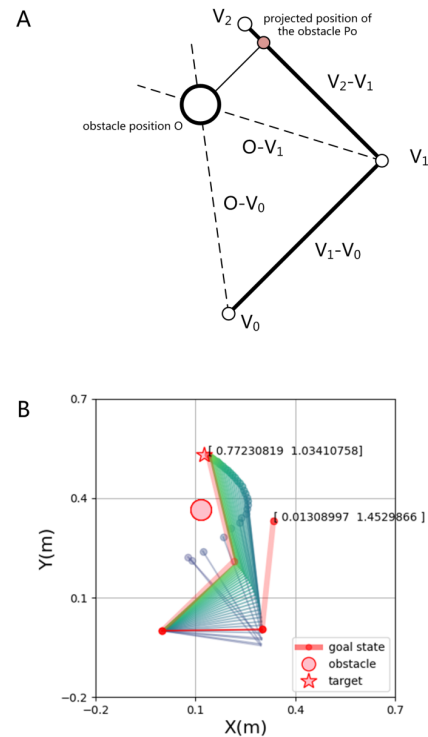 A
V2
projected position of
the obstacle Po
V2-V1
obstacle position O
O-V1
V1
O-V0
V1-V0
V0
B
0.7
[ 0.77230819 1.03410758]
0.4
[ 0.01308997 1.4529866 ]
Y(m)
0.1
goal state
obstacle
target
−0.2
−0.2
0.1
0.4
0.7
X(m)